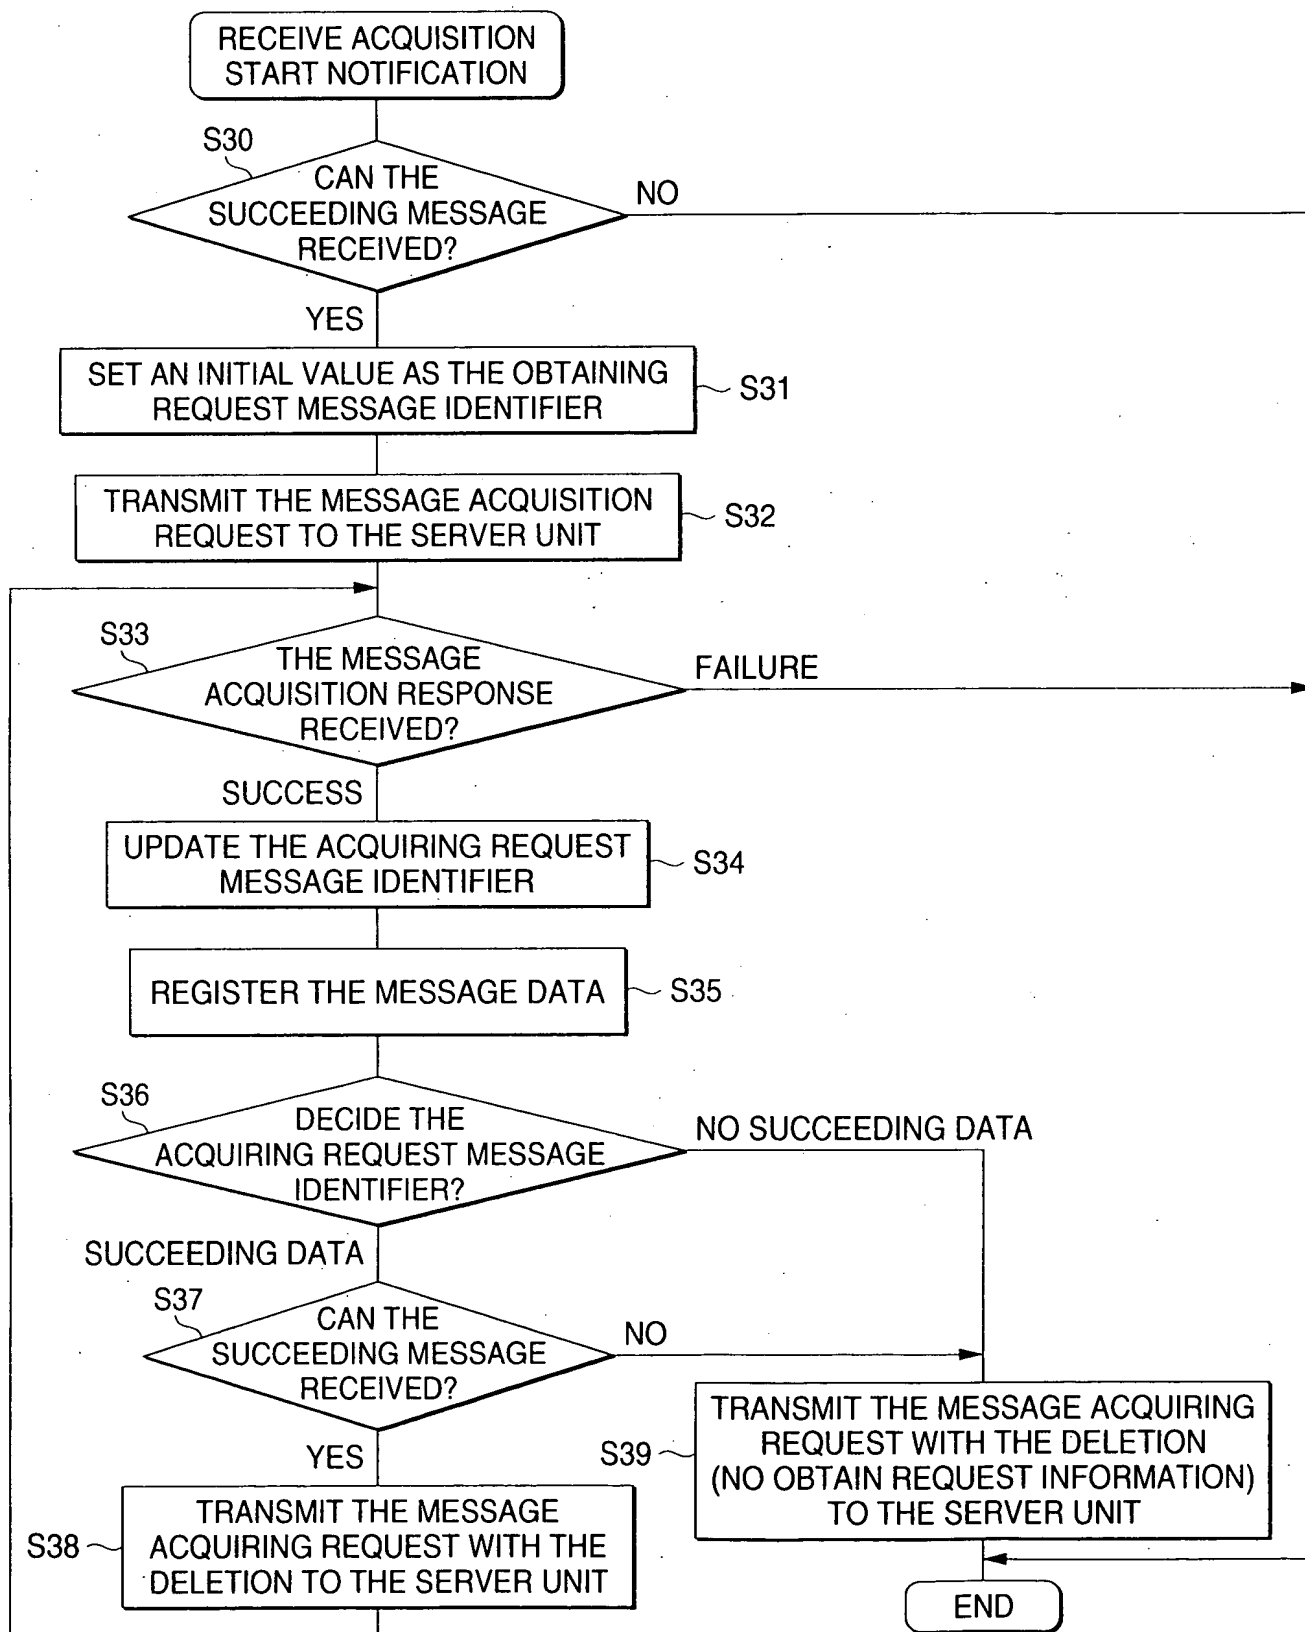 RECEIVE ACQUISITION
START NOTIFICATION
S30
CAN THE
SUCCEEDING MESSAGE
RECEIVED?
NO
YES
SET AN INITIAL VALUE AS THE OBTAINING
REQUEST MESSAGE IDENTIFIER
S31
TRANSMIT THE MESSAGE ACQUISITION
REQUEST TO THE SERVER UNIT
S32
S33
THE MESSAGE
ACQUISITION RESPONSE
RECEIVED?
FAILURE
SUCCESS
UPDATE THE ACQUIRING REQUEST
MESSAGE IDENTIFIER
S34
REGISTER THE MESSAGE DATA
S35
S36
DECIDE THE
ACQUIRING REQUEST MESSAGE
IDENTIFIER?
NO SUCCEEDING DATA
SUCCEEDING DATA
S37
CAN THE
SUCCEEDING MESSAGE
RECEIVED?
NO
YES
S38
TRANSMIT THE MESSAGE
ACQUIRING REQUEST WITH THE
DELETION TO THE SERVER UNIT
S39
TRANSMIT THE MESSAGE ACQUIRING
REQUEST WITH THE DELETION
(NO OBTAIN REQUEST INFORMATION)
TO THE SERVER UNIT
END